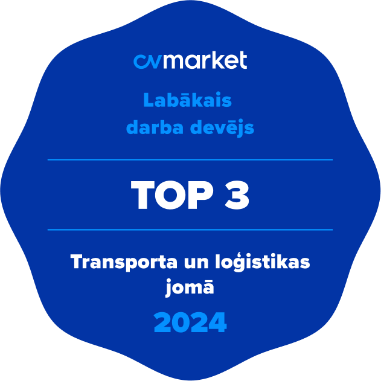 cvmarket
Labākais
darba devējs
TOP 3
Transporta un loģistikas
jomā
2024